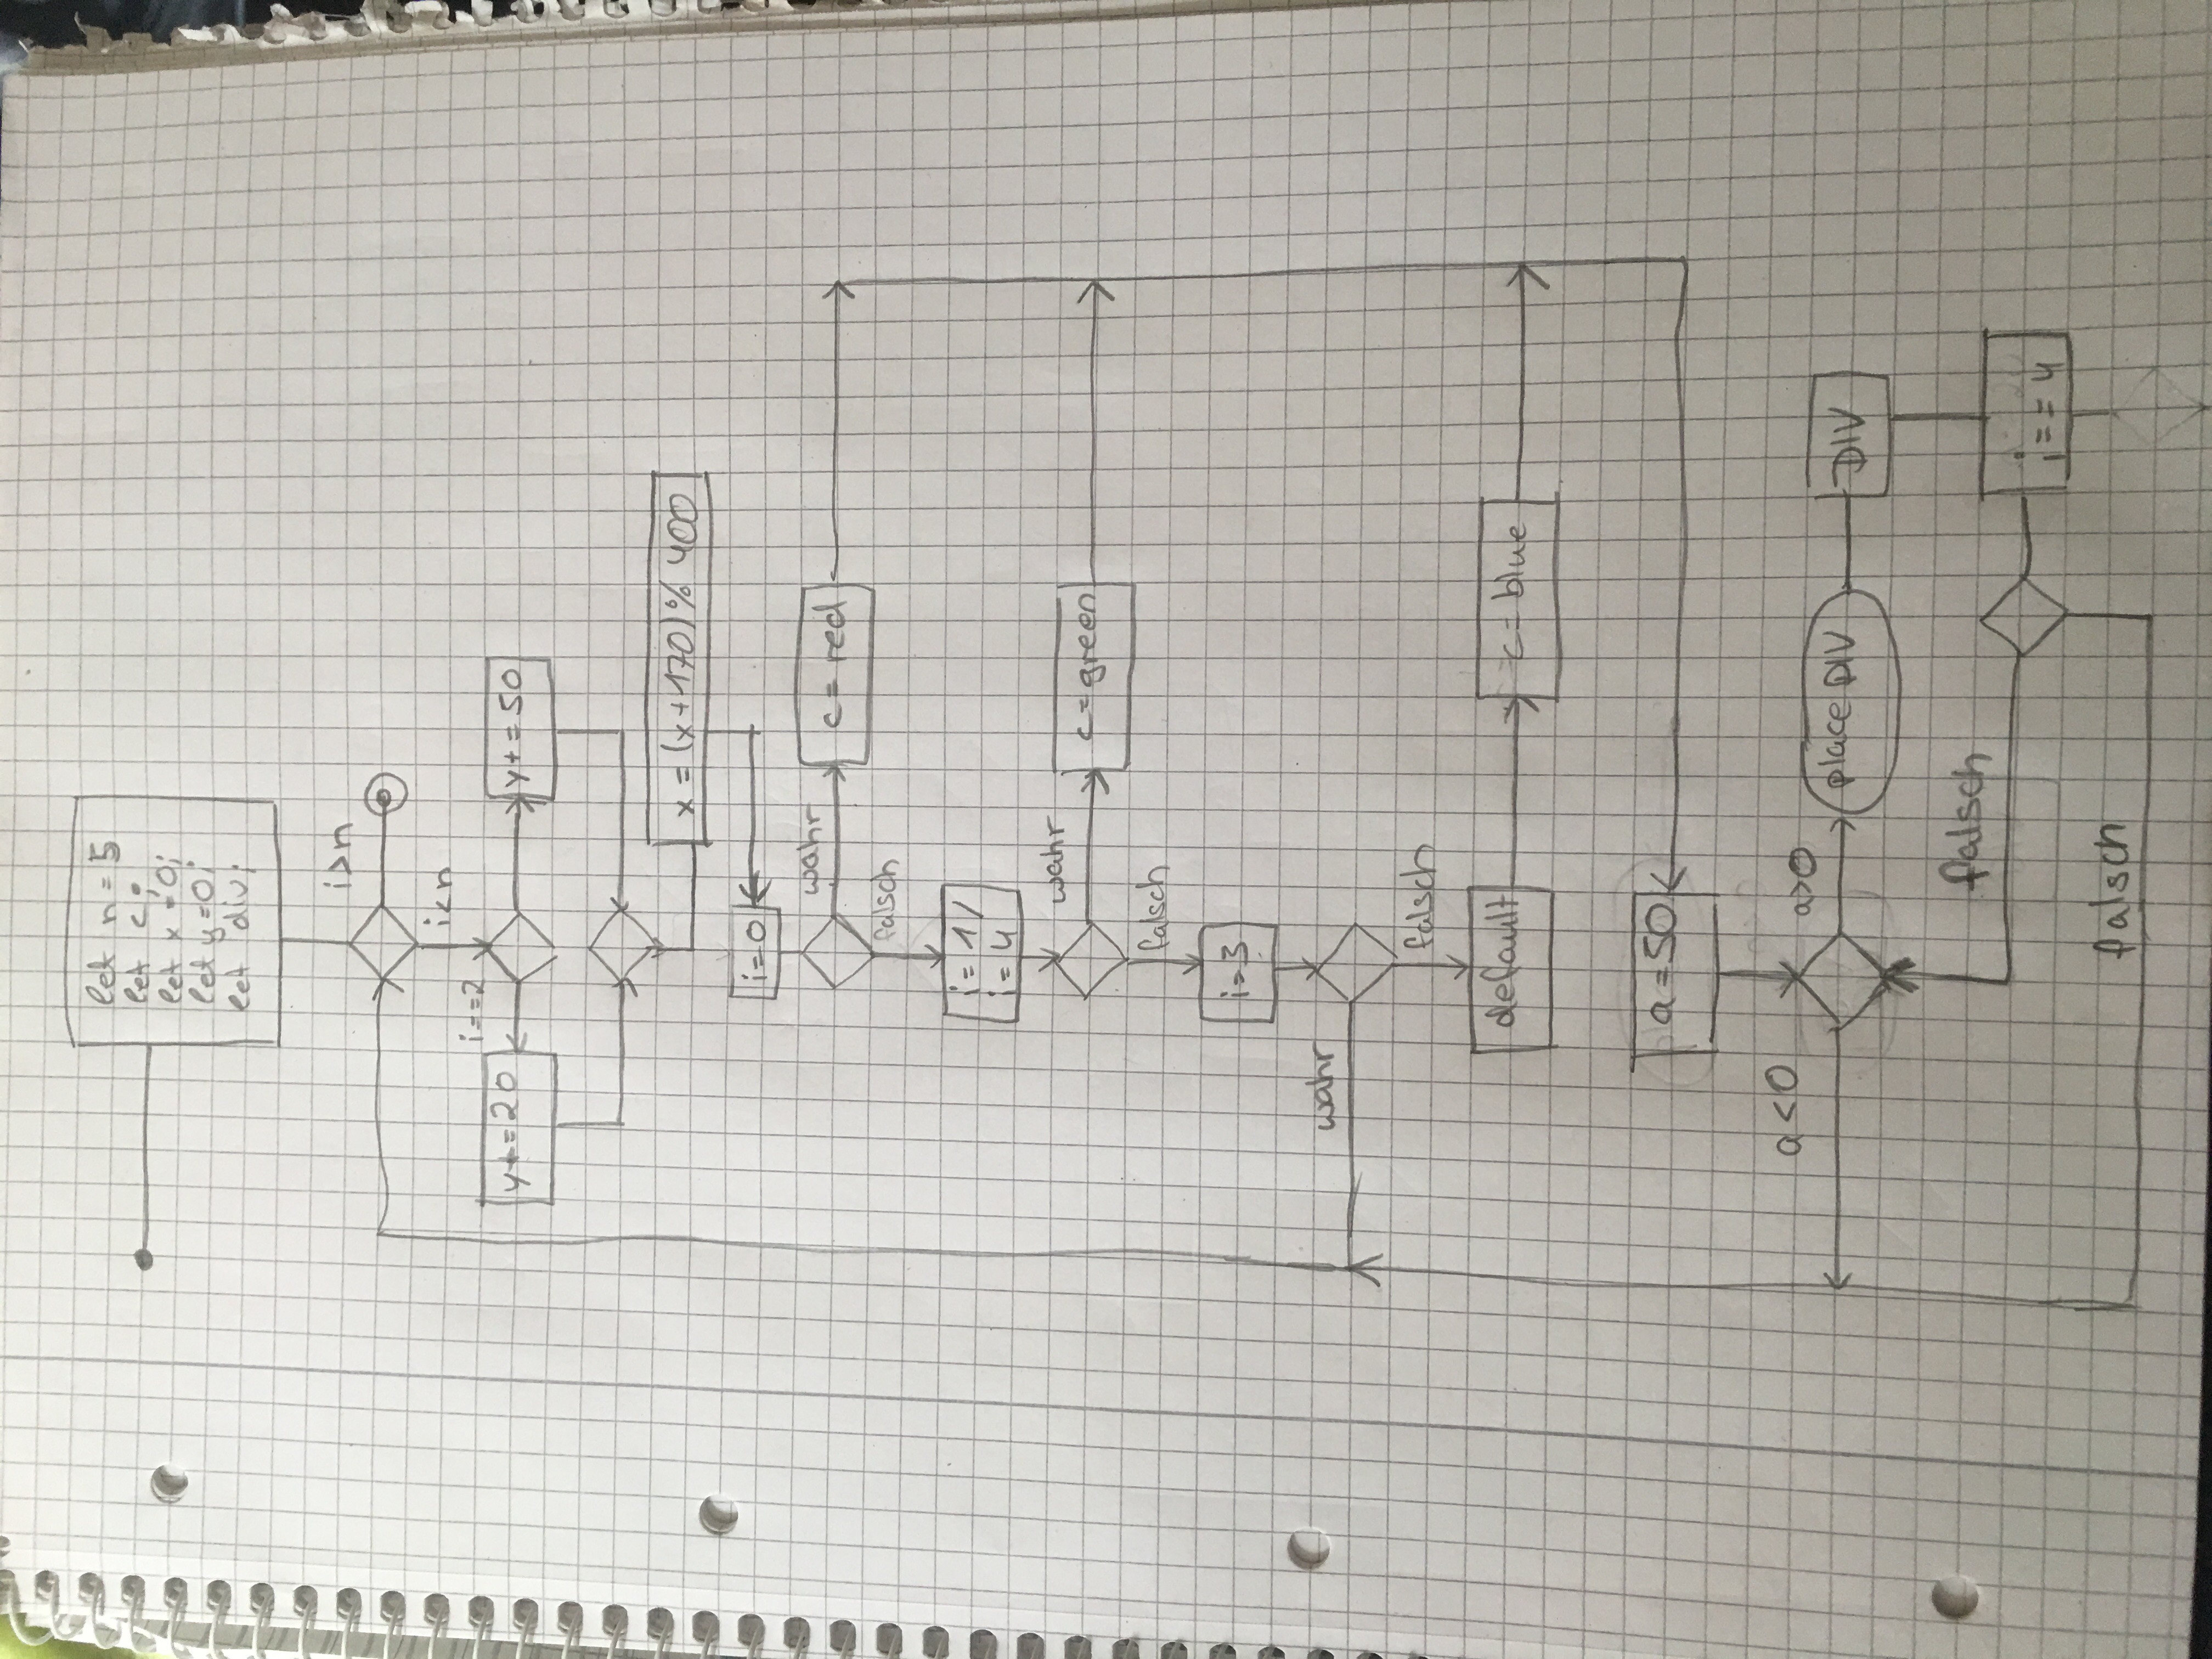 let n = 5
let c;
let x = 0;
let y = 0;
let div;
i>n
i<n
i==2
y+=20
y+=50
x = (x+170)% 400
i=0
wahr
c = red
falsch
i= 1/
i= 4
wahr
c=green
falsch
i=3
wahr
falsch
default
c= blue
a=50
a<0
a>0
place DIV
DIV
falsch
i== 4
falsch